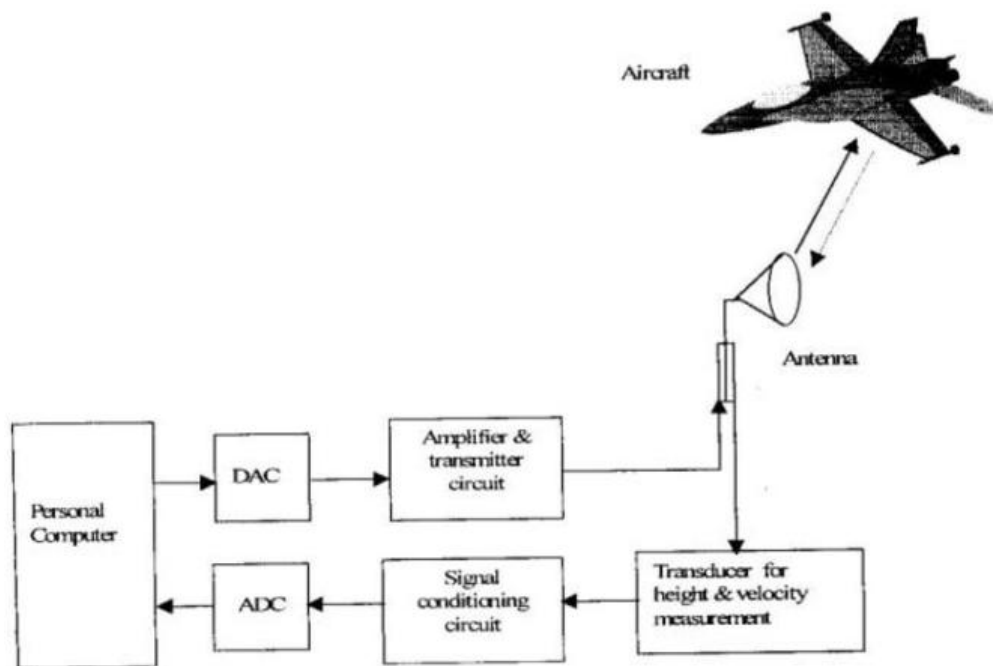 Aircraft
Antenna
Personal
Computer
DAC
Amplifier &
transmitter
circuit
ADC
Signal
conditioning
circuit
Transducer for
height & velocity
measurement